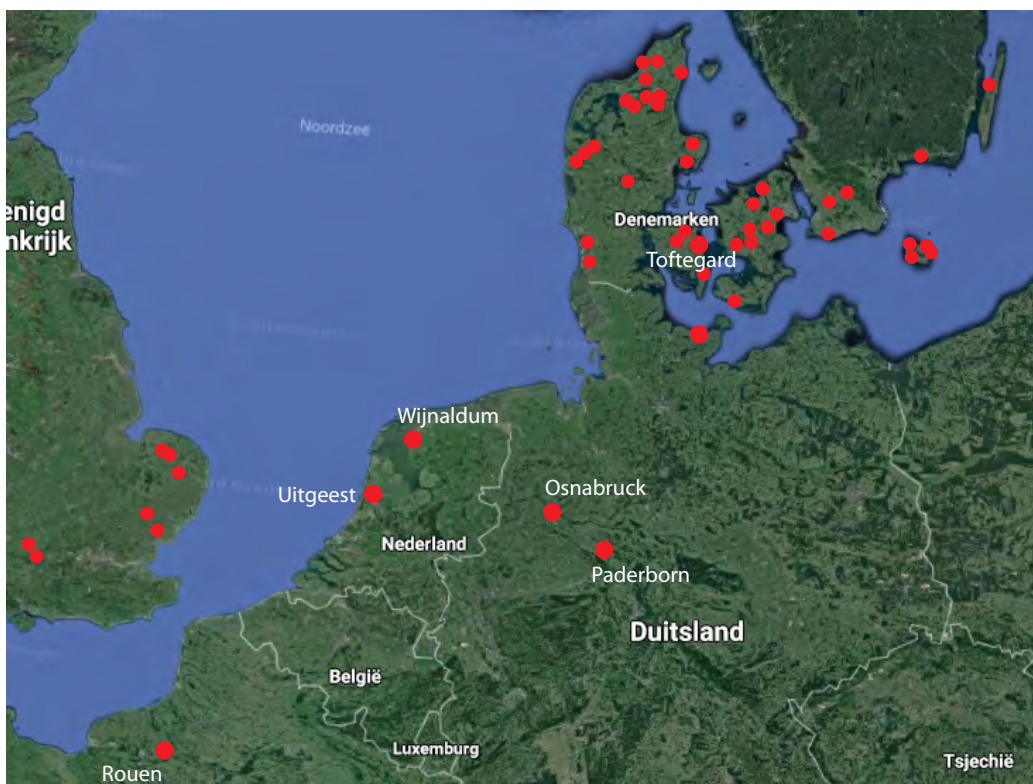 Noordzee
enigd
nkrijk
Denemarken
Toftegard
Wijnaldum
Uitgeest
Osnabruck
Nederland
Paderborn
Duitsland
België
Luxemburg
Tsjechië
Rouen